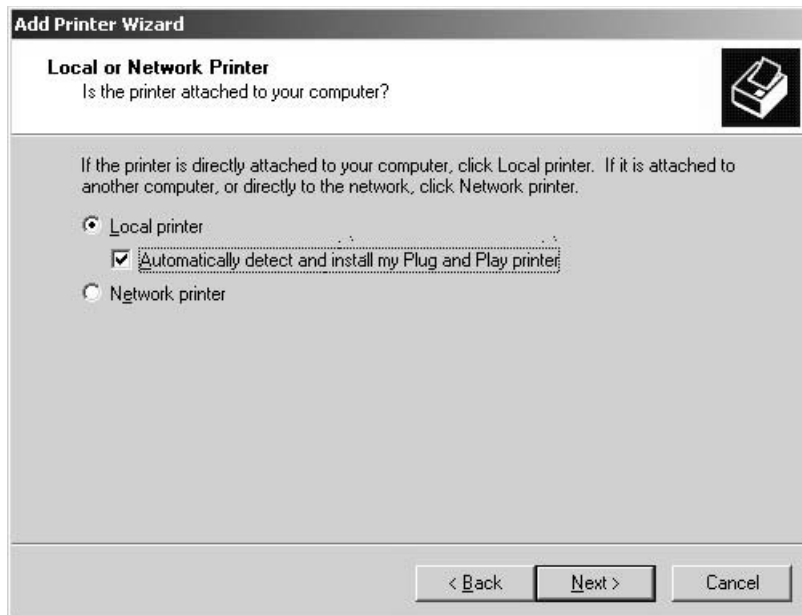 Add Printer Wizard
Local or Network Printer
Is the printer attached to your computer?
If the printer is directly attached to your computer, click Local printer. If it is attached to
another computer, or directly to the network, click Network printer.
Local printer
Automatically detect and install my Plug and Play printer
Network printer
< Back Next > Cancel